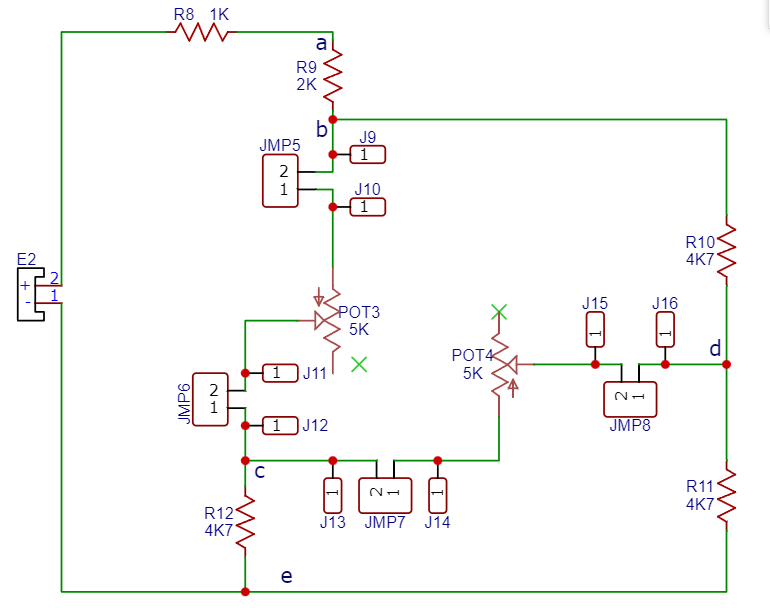 R8 1K
a
R9
2K
b
J9
1
JMP5
2
1
J10
1
R10
4K7
E2
+ 2
- 1
POT3
5K
J15
1
J16
1
d
POT4
5K
J11
1
JMP6
2
1
J12
1
2 1
JMP8
c
R12
4K7
1
J13
2 1
JMP7
1
J14
R11
4K7
e